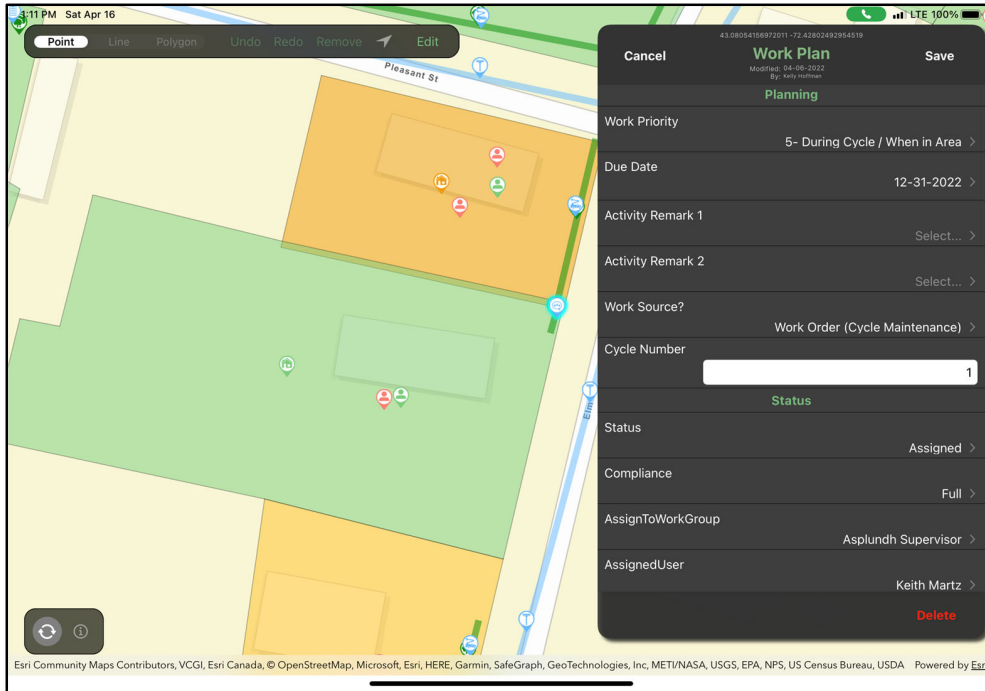 1:11 PM Sat Apr 16
LTE 100%
Point Line Polygon Undo Redo Remove Edit
Pleasant St
Elm
43.08054156972011 -72.42802492954519
Cancel Work Plan Save
Modified: 04-06-2022
By: Kelly Hoffman
Planning
Work Priority
5- During Cycle / When in Area
Due Date
12-31-2022
Activity Remark 1
Select...
Activity Remark 2
Select...
Work Source?
Work Order (Cycle Maintenance)
Cycle Number
1
Status
Status
Assigned
Compliance
Full
AssignToWorkGroup
Asplundh Supervisor
AssignedUser
Keith Martz
Delete
Esri Community Maps Contributors, VCGI, Esri Canada, © OpenStreetMap, Microsoft, Esri, HERE, Garmin, SafeGraph, GeoTechnologies, Inc, METI/NASA, USGS, EPA, NPS, US Census Bureau, USDA Powered by Esr